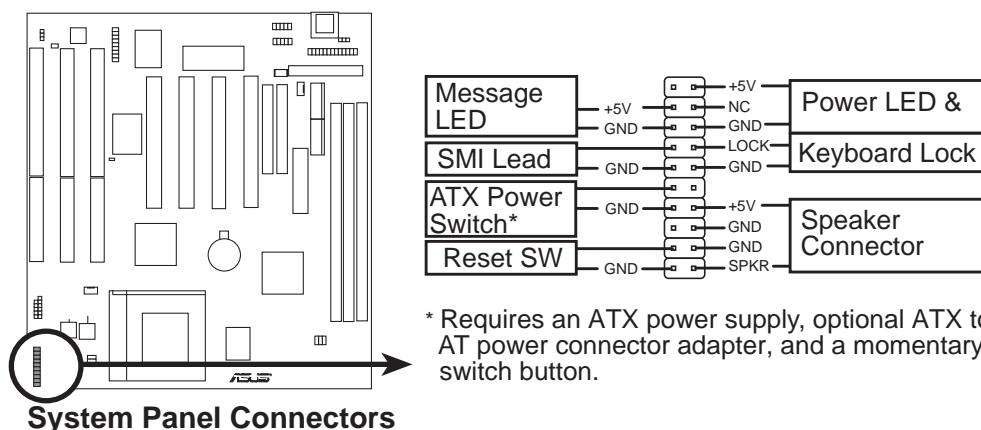 Message
LED
+5V
GND
SMI Lead
GND
ATX Power
Switch*
GND
Reset SW
GND
+5V
NC
GND
LOCK
GND
+5V
GND
GND
SPKR
Power LED &
Keyboard Lock
Speaker
Connector
* Requires an ATX power supply, optional ATX to
AT power connector adapter, and a momentary
switch button.
ASUS
System Panel Connectors